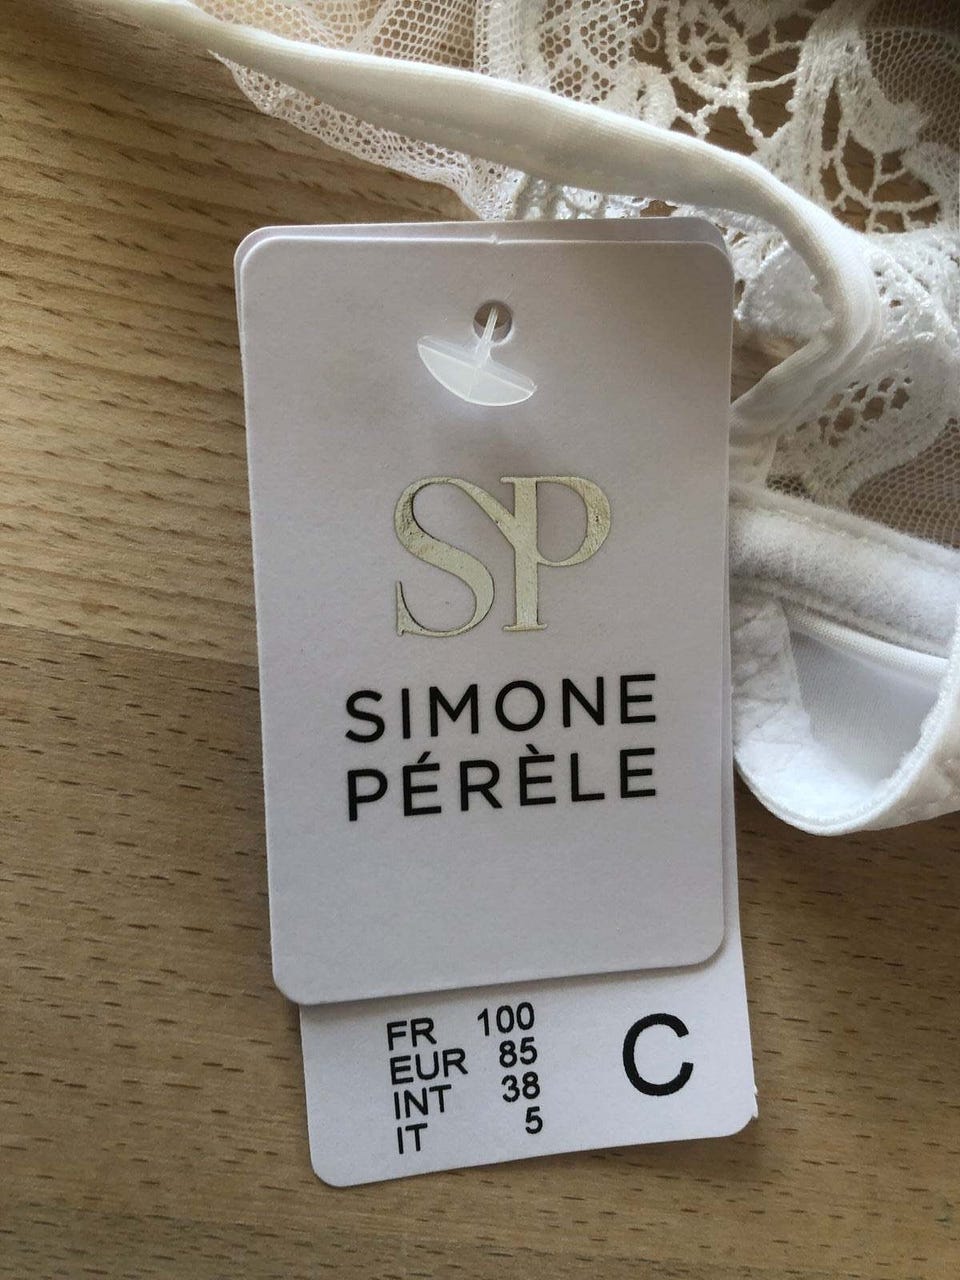 SP
SIMONE
PÉRÈLE
FR 100
EUR 85
INT 38
IT 5
C